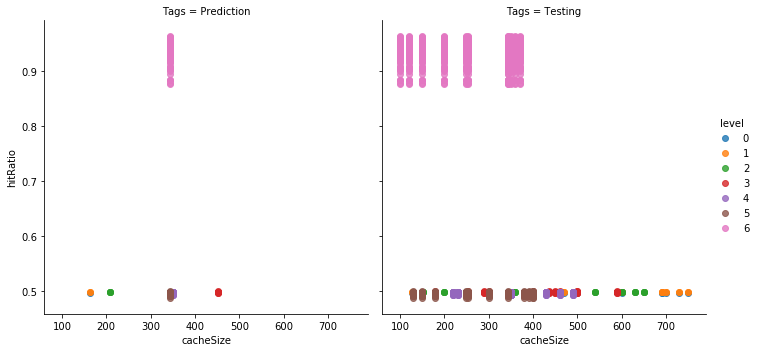 Tags = Prediction
Tags = Testing
hitRatio
0.9
0.8
0.7
0.6
0.5
100 200 300 400 500 600 700
cacheSize
100 200 300 400 500 600 700
cacheSize
level
0
1
2
3
4
5
6